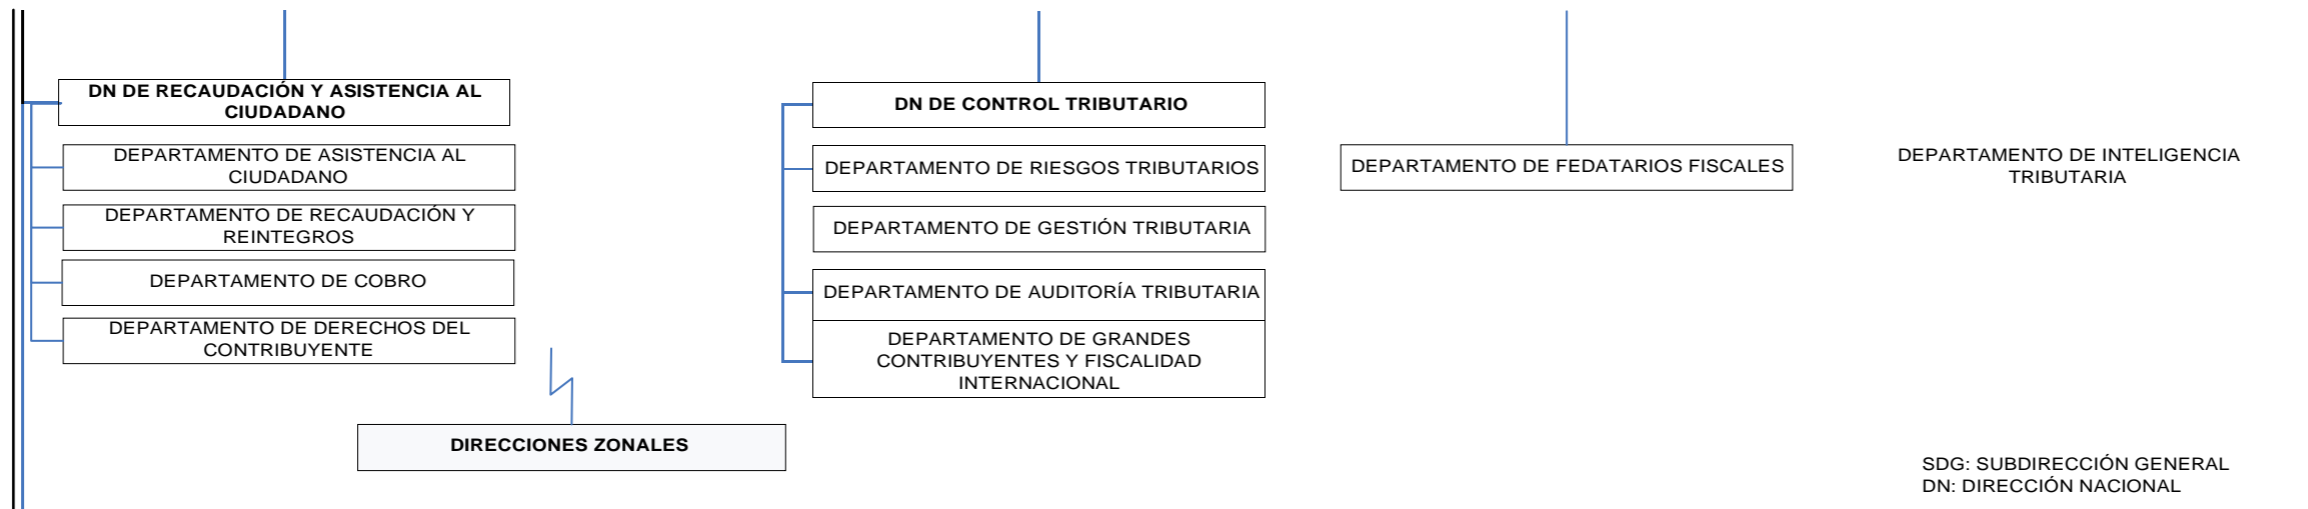 DN DE RECAUDACIÓN Y ASISTENCIA AL
CIUDADANO
DEPARTAMENTO DE ASISTENCIA AL
CIUDADANO
DEPARTAMENTO DE RECAUDACIÓN Y
REINTEGROS
DEPARTAMENTO DE COBRO
DEPARTAMENTO DE DERECHOS DEL
CONTRIBUYENTE
DN DE CONTROL TRIBUTARIO
DEPARTAMENTO DE RIESGOS TRIBUTARIOS
DEPARTAMENTO DE GESTIÓN TRIBUTARIA
DEPARTAMENTO DE AUDITORÍA TRIBUTARIA
DEPARTAMENTO DE GRANDES
CONTRIBUYENTES Y FISCALIDAD
INTERNACIONAL
DEPARTAMENTO DE FEDATARIOS FISCALES
DEPARTAMENTO DE INTELIGENCIA
TRIBUTARIA
DIRECCIONES ZONALES
SDG: SUBDIRECCIÓN GENERAL
DN: DIRECCIÓN NACIONAL